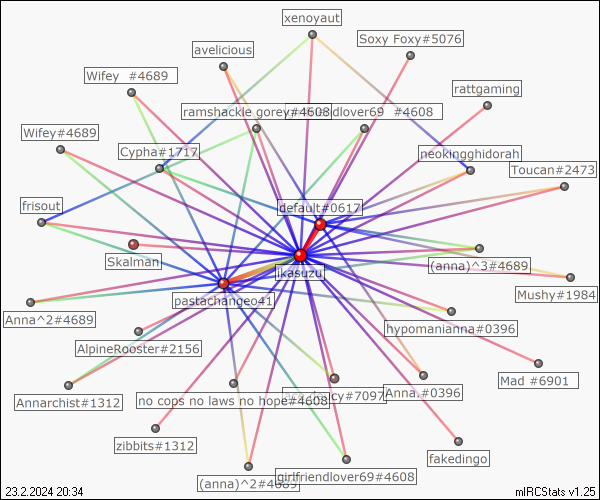 xenoyaut
Soxy Foxy#5076
avelicious
Wifey #4689
rattgaming
ramshackle gorey#4608
girlfriendlover69 #4608
Wifey#4689
Cypha#1717
neokingghidorah
Toucan#2473
frisout
default#0617
Skalman
ikasuzu
(anna)^3#4689
pastachangeo41
Mushy#1984
Anna^2#4689
hypomanianna#0396
AlpineRooster#2156
Mad #6901
Annarchist#1312
no cops no laws no hope#4608
#7097
Anna.#0396
zibbits#1312
fakedingo
(anna)^2#4689
girlfriendlover69#4608
23.2.2024 20:34
mIRCStats v1.25